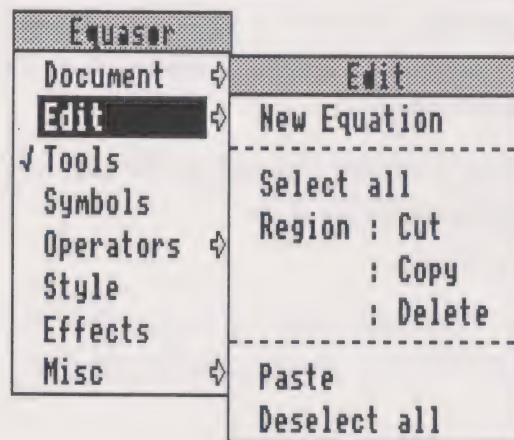 Equasor
Document ⇨
Edit ⇨
√ Tools
Symbols
Operators ⇨
Style
Effects
Misc ⇨
Edit
New Equation
Select all
Region : Cut
: Copy
: Delete
Paste
Deselect all